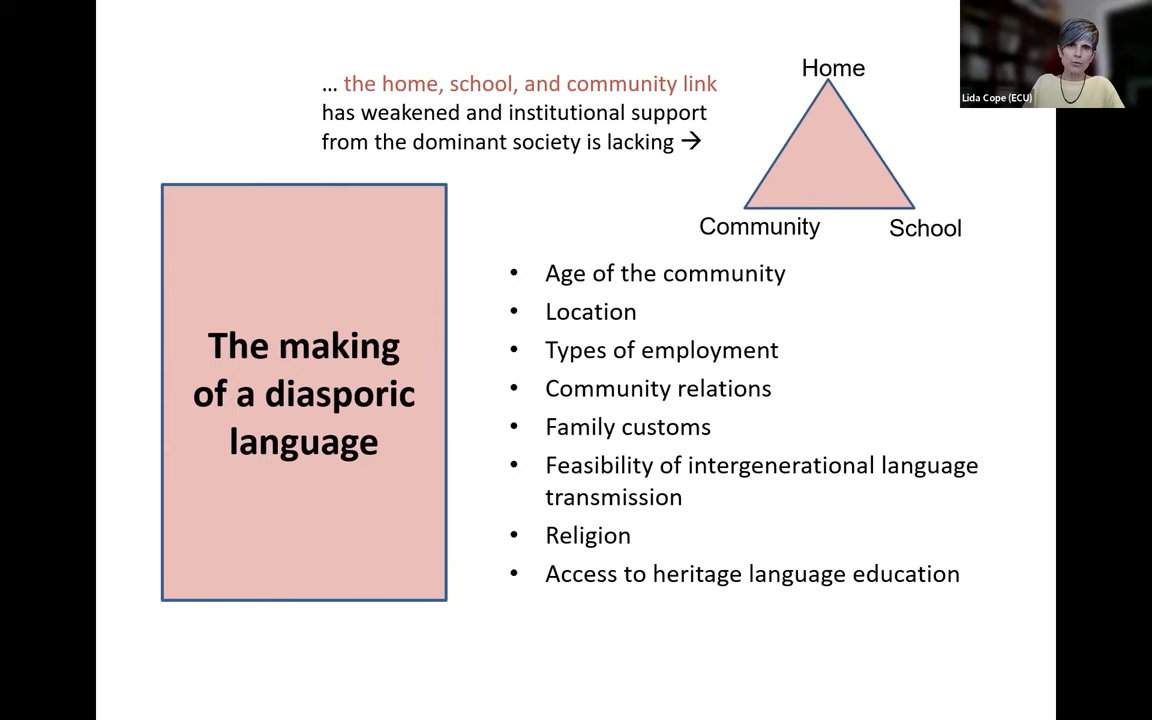 … the home, school, and community link
has weakened and institutional support
from the dominant society is lacking →
Home
Lida Cope (ECU)
Community
School
The making
of a diasporic
language
• Age of the community
• Location
• Types of employment
• Community relations
• Family customs
• Feasibility of intergenerational language
transmission
• Religion
• Access to heritage language education